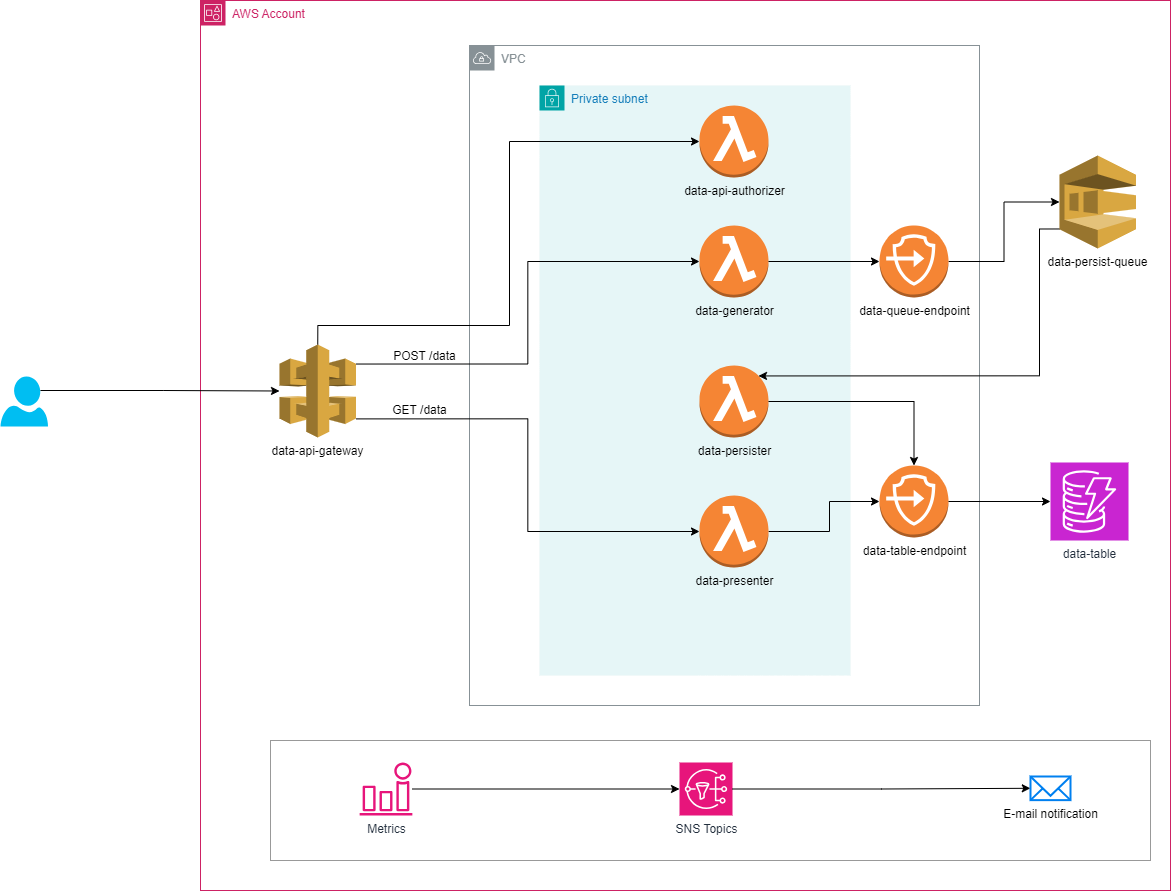 AWS Account
VPC
Private subnet
data-api-authorizer
data-generator
data-queue-endpoint
data-persist-queue
POST /data
GET /data
data-api-gateway
data-persister
data-table-endpoint
data-table
data-presenter
Metrics
SNS Topics
E-mail notification